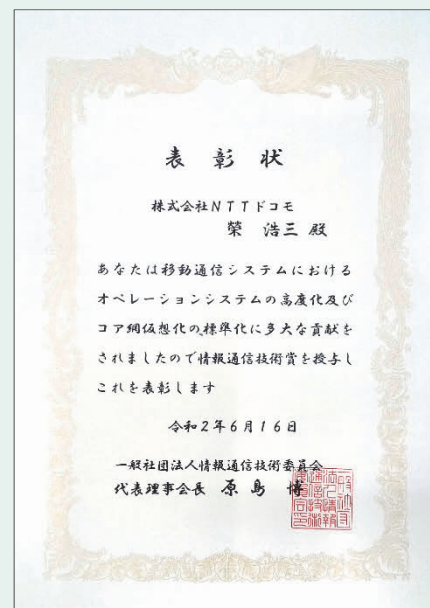 表彰状
株式会社NTTドコモ
榮 浩三 殿
あなたは移動通信システムにおける
オペレーションシステムの高度化及び
コア網仮想化の標準化に多大な貢献を
されましたので情報通信技術賞を授与し
これを表彰します
令和2年6月16日
一般社団法人情報通信技術委員会
代表理事会長 原島 博